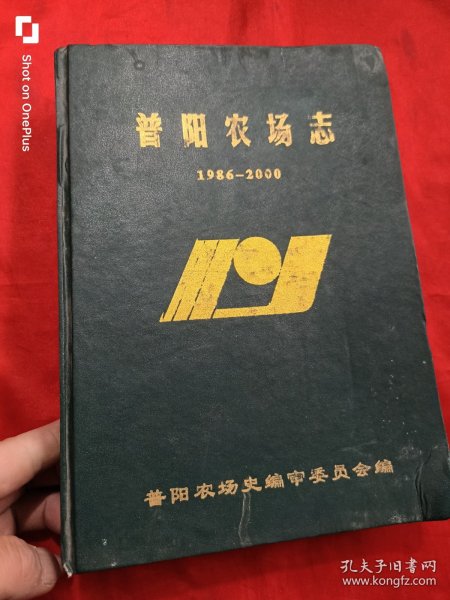 Shot on OnePlus
普阳农场志
1986-2000
普阳农场史编审委员会编
孔夫子旧书网
www.kongfz.com